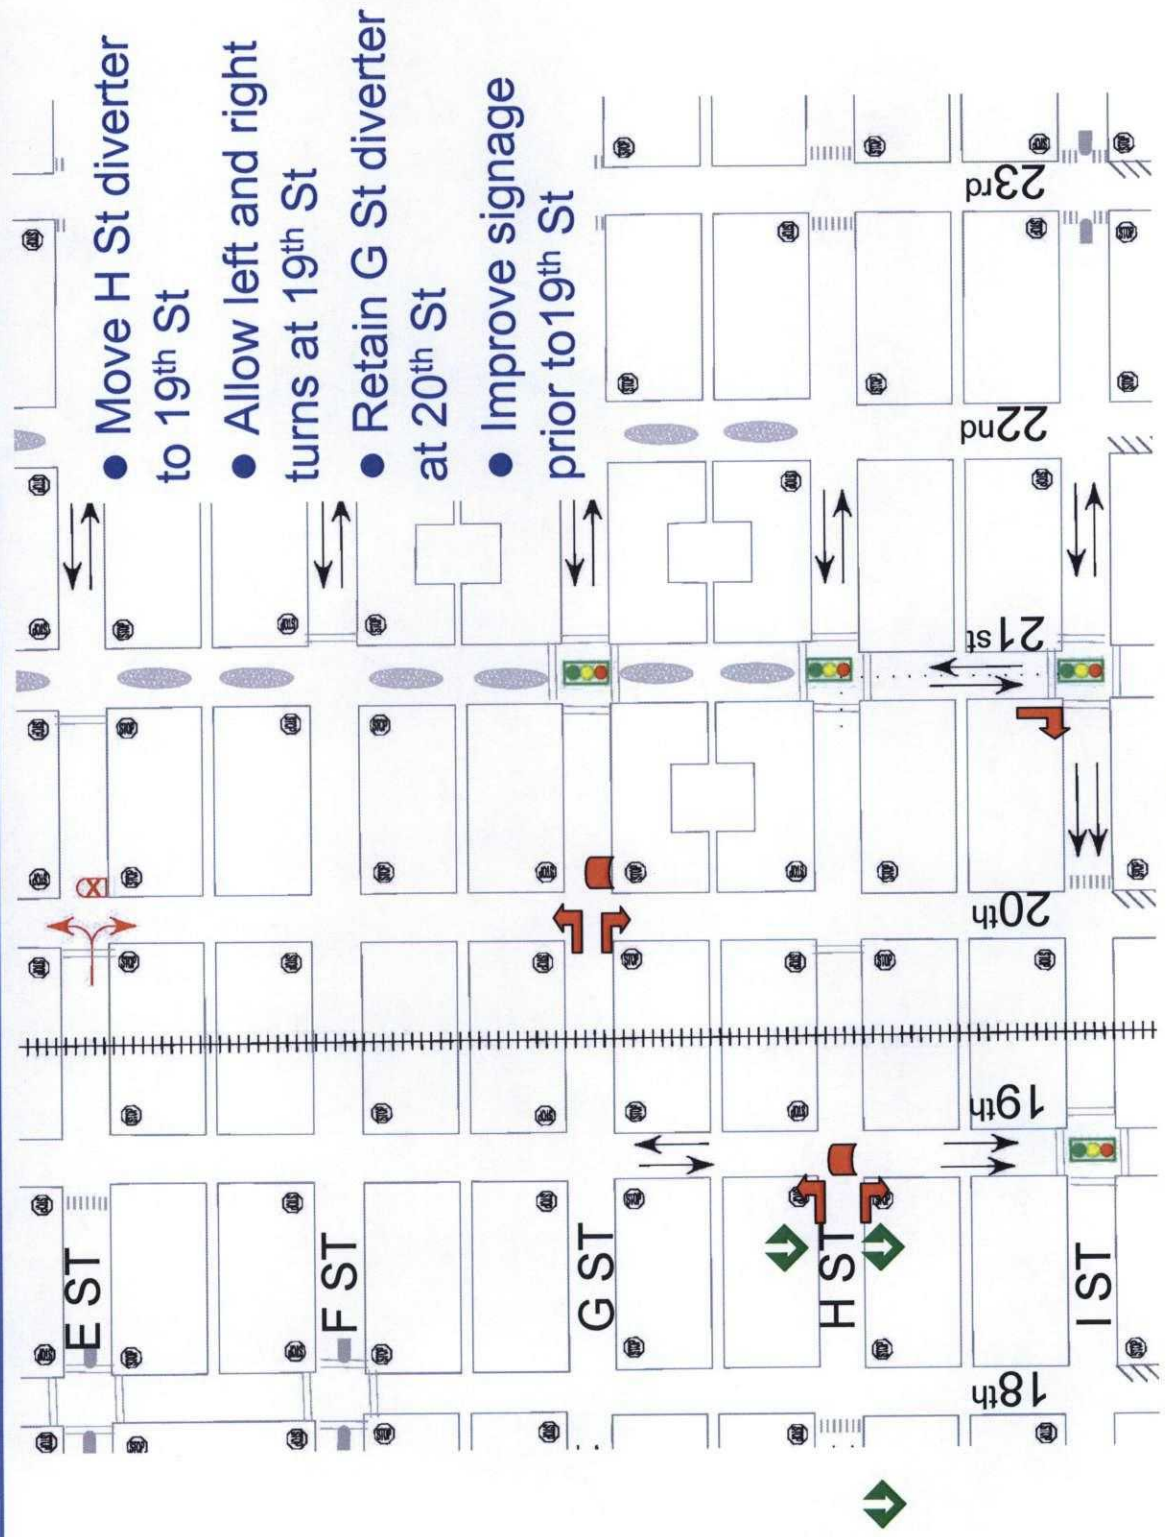 ● Move H St diverter
to 19th St
● Allow left and right
turns at 19th St
● Retain G St diverter
at 20th St
● Improve signage
prior to19th St
E ST
F ST
G ST
H ST
I ST
18th
19th
20th
21st
22nd
23rd